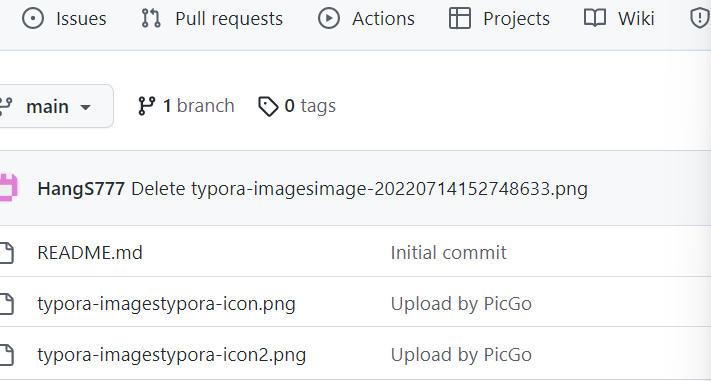 Issues Pull requests Actions Projects Wiki
main 1 branch 0 tags
HangS777 Delete typora-imagesimage-20220714152748633.png
README.md Initial commit
typora-imagestypora-icon.png Upload by PicGo
typora-imagestypora-icon2.png Upload by PicGo